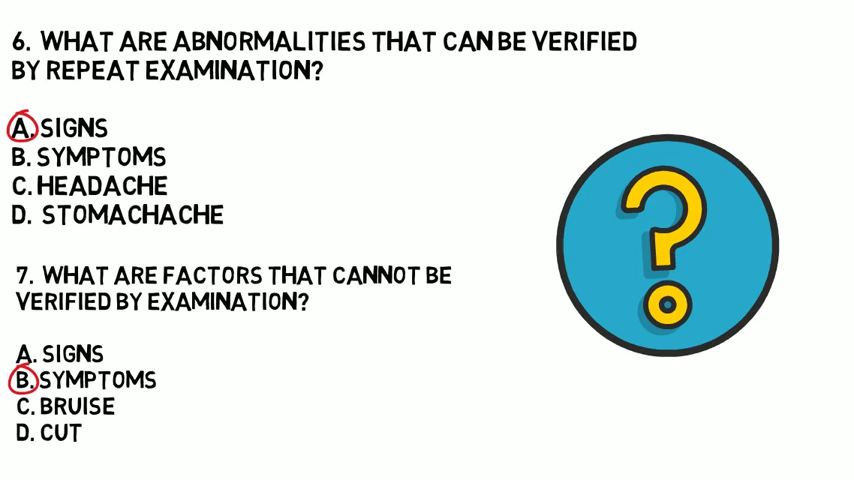 6. WHAT ARE ABNORMALITIES THAT CAN BE VERIFIED
BY REPEAT EXAMINATION?
A. SIGNS
B. SYMPTOMS
C. HEADACHE
D. STOMACHACHE
7. WHAT ARE FACTORS THAT CANNOT BE
VERIFIED BY EXAMINATION?
A. SIGNS
B. SYMPTOMS
C. BRUISE
D. CUT